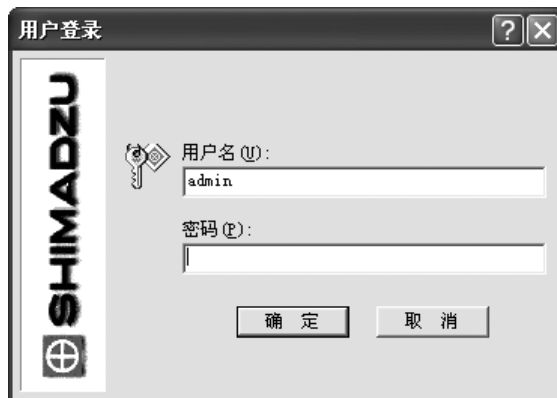 用户登录
SHIMADZU
用户名(U):
admin
密码(P):
确 定
取 消